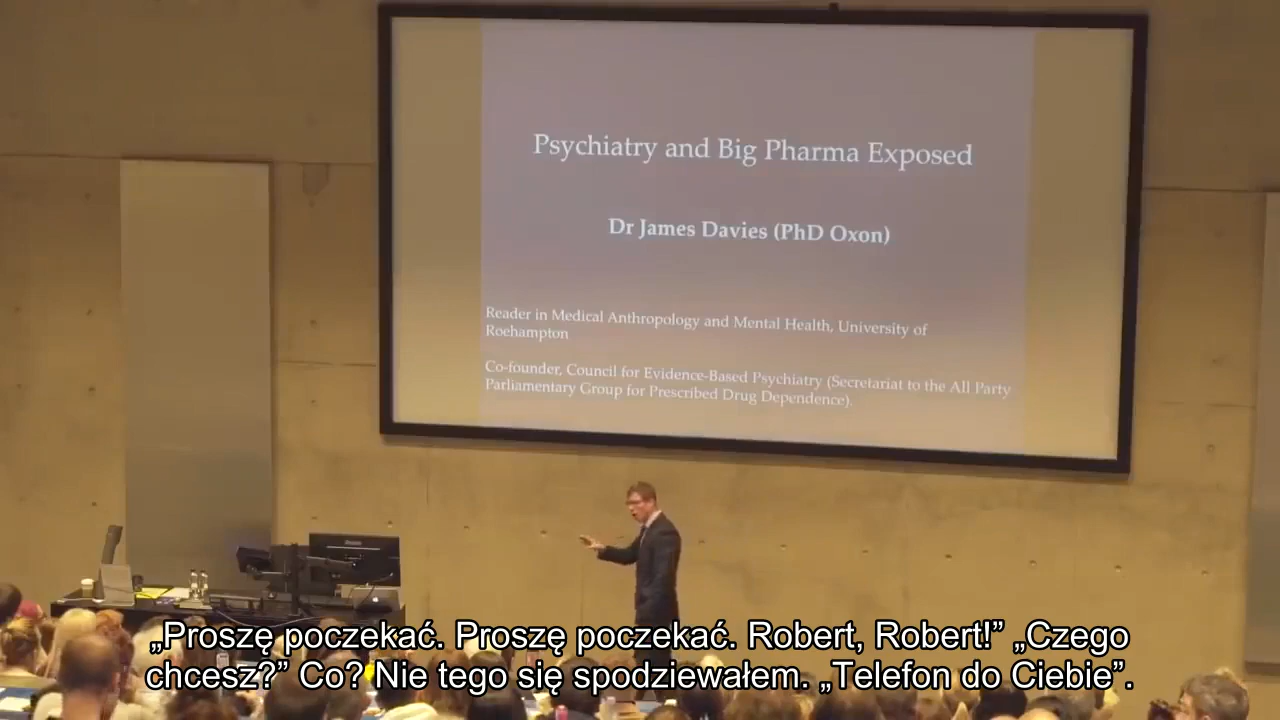 Psychiatry and Big Pharma Exposed
Dr James Davies (PhD Oxon)
Reader in Medical Anthropology and Mental Health, University of
Roehampton
Co-founder, Council for Evidence-Based Psychiatry (Secretariat to the All Party
Parliamentary Group for Prescribed Drug Dependence).
„Proszę poczekać. Proszę poczekać. Robert, Robert!” „Czego
chcesz?” Co? Nie tego się spodziewałem. „Telefon do Ciebie”.